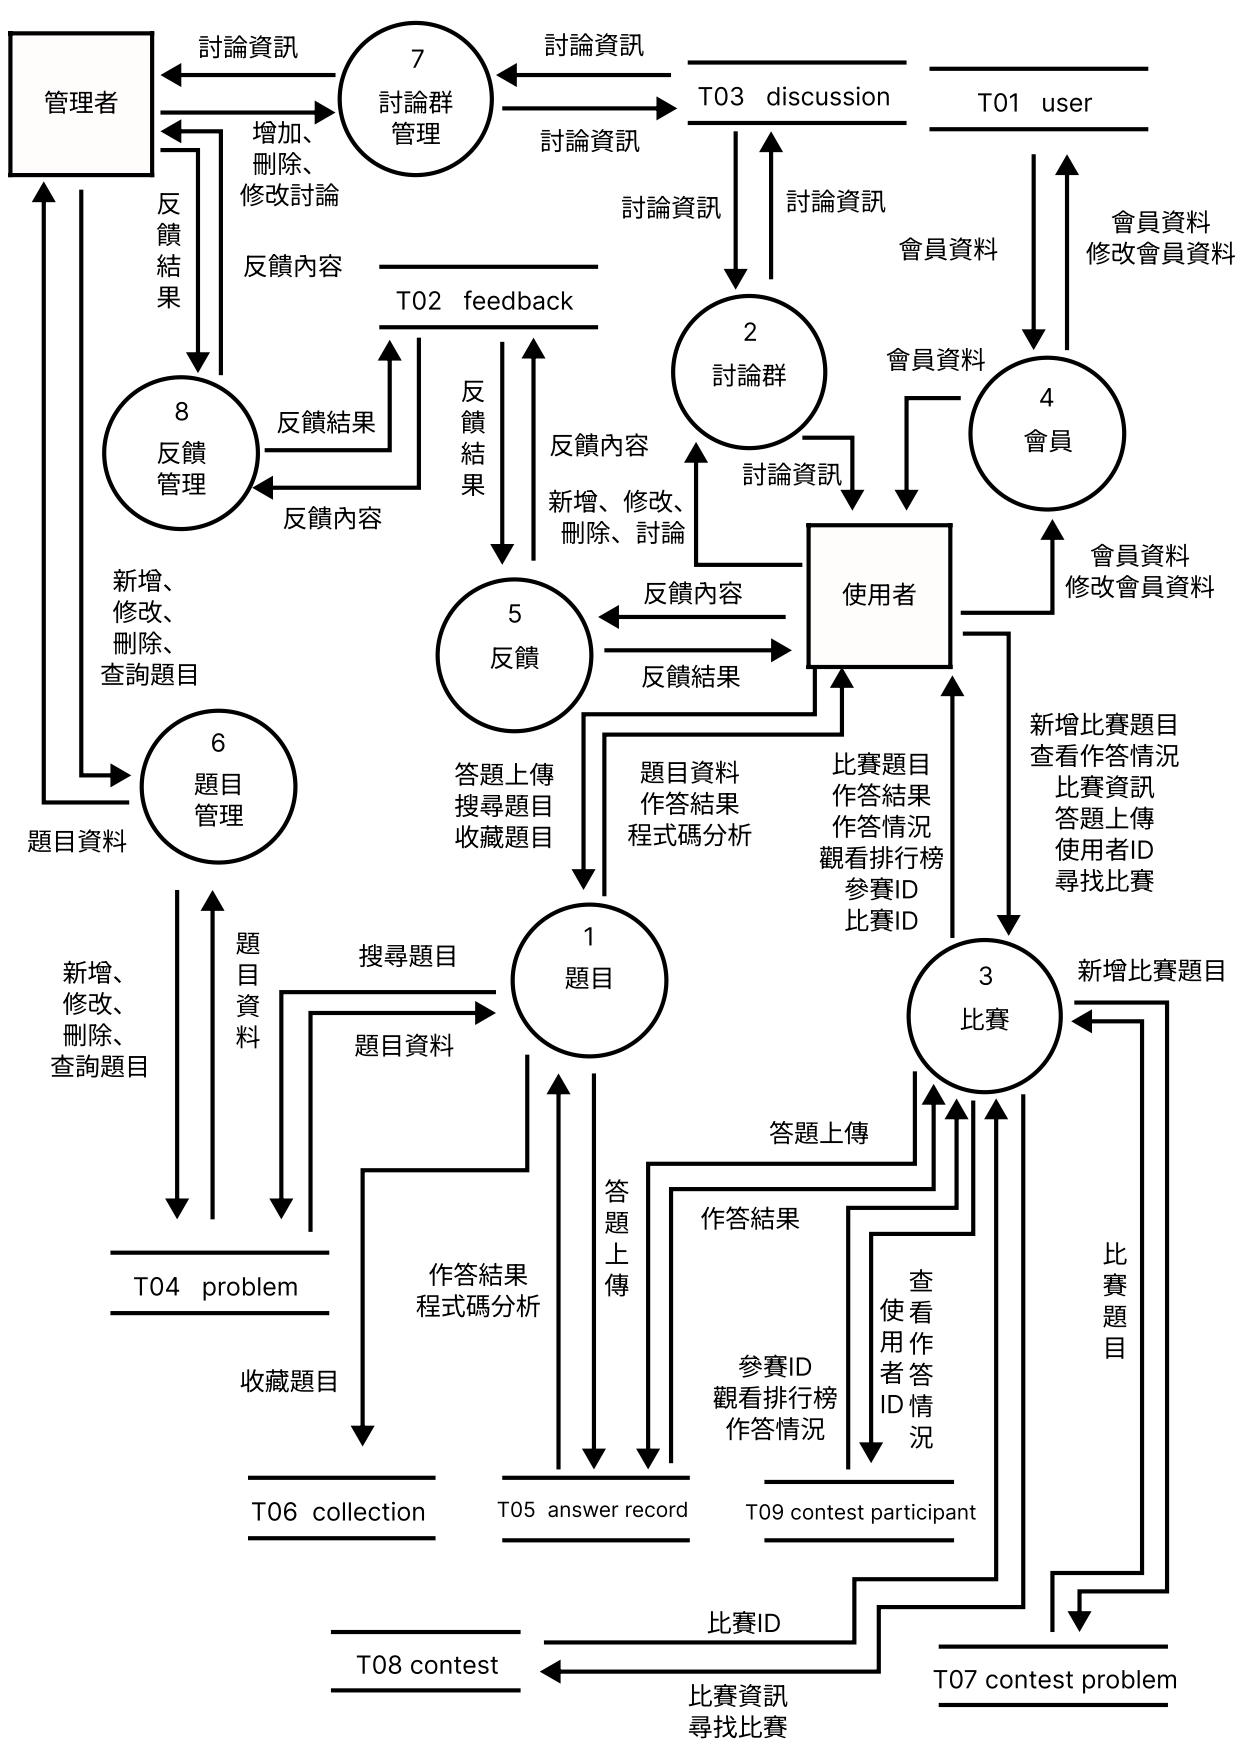 管理者
討論資訊
7
討論群
管理
討論資訊
T03 discussion
T01 user
增加、
刪除、
修改討論
討論資訊
反
饋
結
果
反饋內容
T02 feedback
討論資訊
討論資訊
會員資料
會員資料
修改會員資料
2
討論群
會員資料
4
會員
8
反饋
管理
反饋結果
反饋內容
反
饋
結
果
反饋內容
討論資訊
新增、修改、
刪除、討論
使用者
會員資料
修改會員資料
新增、
修改、
刪除、
查詢題目
5
反饋
反饋內容
反饋結果
6
題目
管理
題目資料
答題上傳
搜尋題目
收藏題目
題目資料
作答結果
程式碼分析
比賽題目
作答結果
作答情況
觀看排行榜
參賽ID
比賽ID
新增比賽題目
查看作答情況
比賽資訊
答題上傳
使用者ID
尋找比賽
新增、
修改、
刪除、
查詢題目
題
目
資
料
搜尋題目
題目資料
1
題目
3
比賽
新增比賽題目
答題上傳
作答結果
答
題
上
傳
作答結果
程式碼分析
T04 problem
收藏題目
參賽ID
觀看排行榜
作答情況
使
用
者
ID
查
看
作
答
情
況
比
賽
題
目
T06 collection
T05 answer record
T09 contest participant
比賽ID
T08 contest
比賽資訊
尋找比賽
T07 contest problem